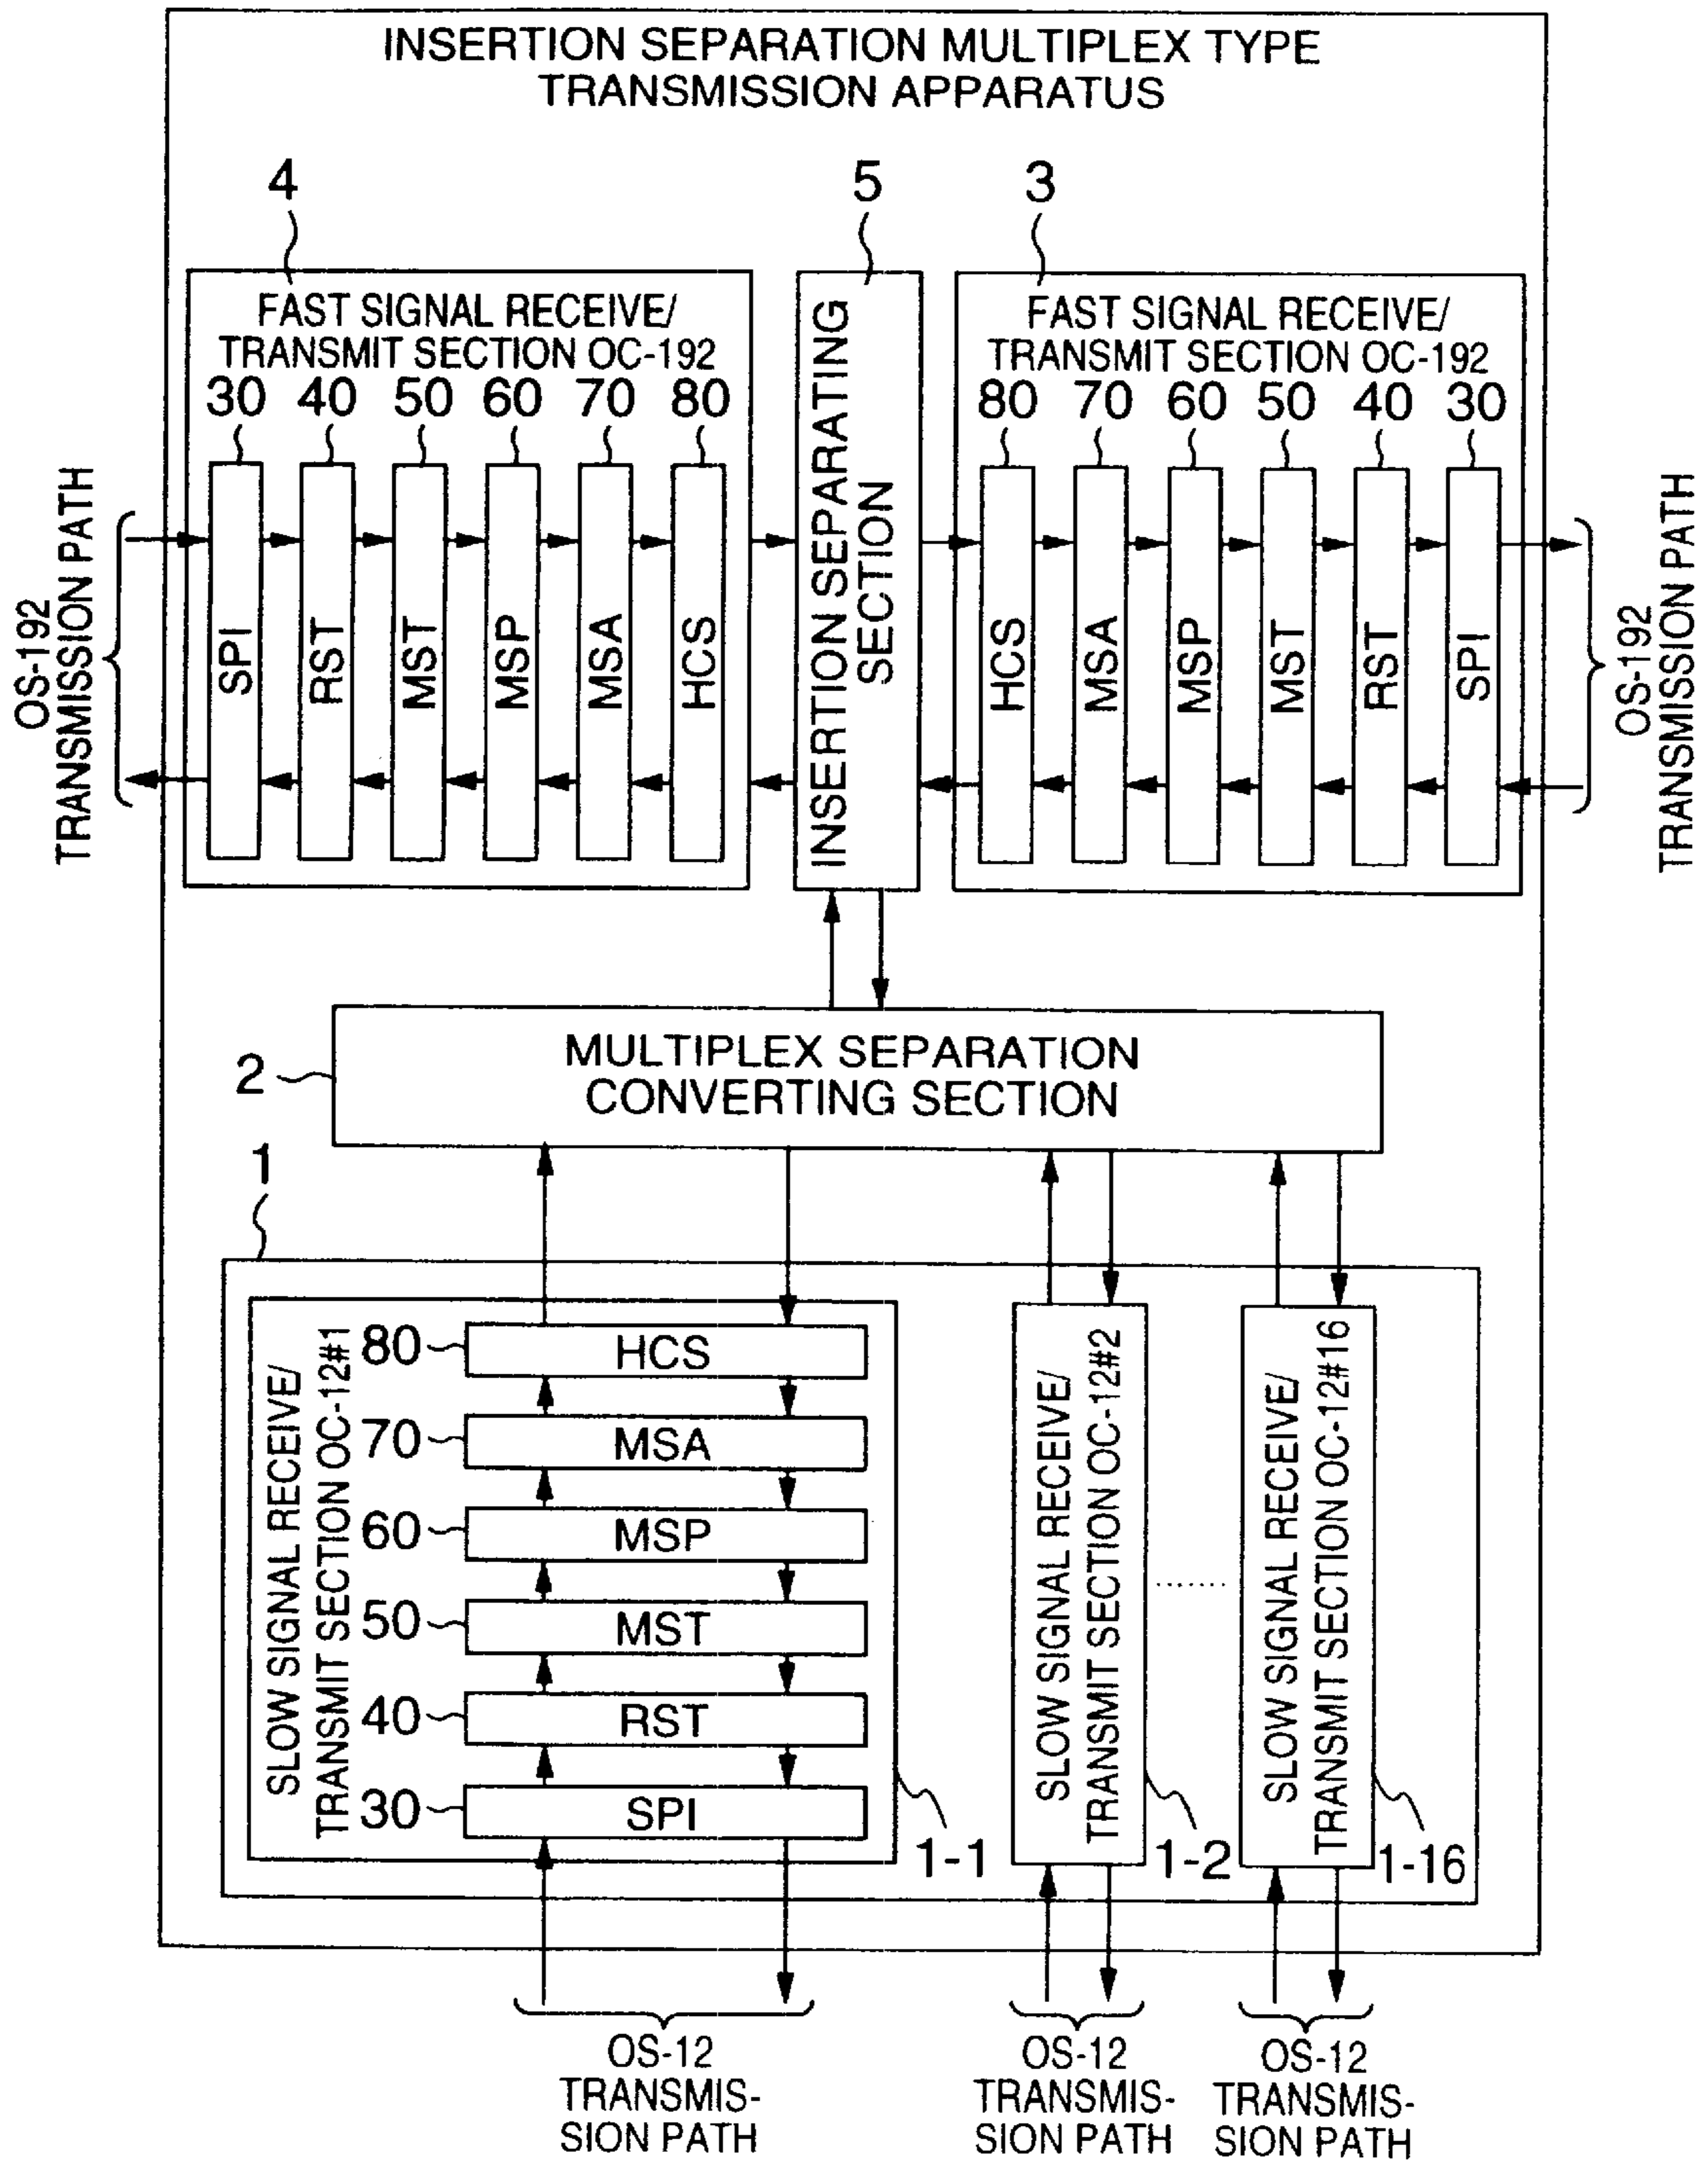 INSERTION SEPARATION MULTIPLEX TYPE
TRANSMISSION APPARATUS
4
5
3
FAST SIGNAL RECEIVE/
TRANSMIT SECTION OC-192
30 40 50 60 70 80
SPI
RST
MST
MSP
MSA
HCS
OS-192
TRANSMISSION PATH
INSERTION SEPARATING
SECTION
FAST SIGNAL RECEIVE/
TRANSMIT SECTION OC-192
80 70 60 50 40 30
HCS
MSA
MSP
MST
RST
SPI
OS-192
TRANSMISSION PATH
2
MULTIPLEX SEPARATION
CONVERTING SECTION
1
SLOW SIGNAL RECEIVE/
TRANSMIT SECTION OC-12#1
80 HCS
70 MSA
60 MSP
50 MST
40 RST
30 SPI
1-1
SLOW SIGNAL RECEIVE/
TRANSMIT SECTION OC-12#2
1-2
........
SLOW SIGNAL RECEIVE/
TRANSMIT SECTION OC-12#16
1-16
OS-12
TRANSMIS-
SION PATH
OS-12
TRANSMIS-
SION PATH
OS-12
TRANSMIS-
SION PATH